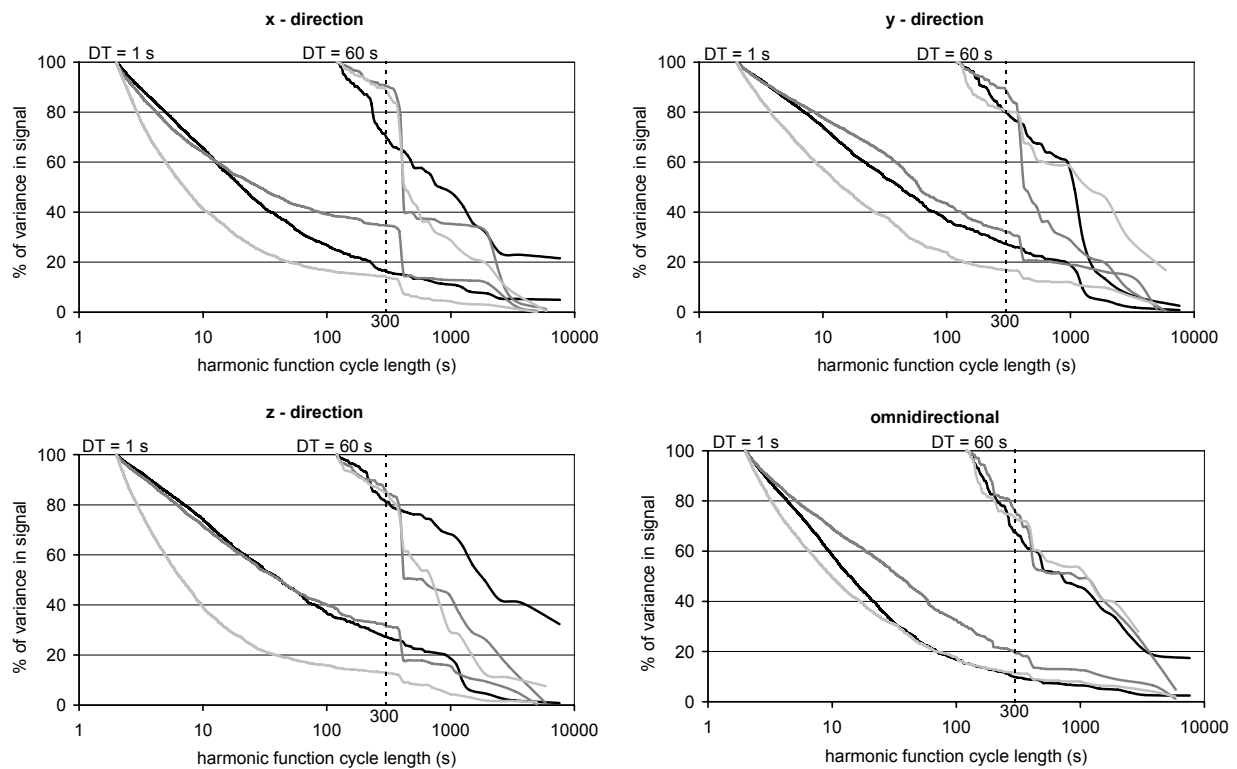 x - direction
DT = 1 s
DT = 60 s
100
80
60
40
20
0
% of variance in signal
1
10
100
300
1000
10000
harmonic function cycle length (s)
y - direction
DT = 1 s
DT = 60 s
100
80
60
40
20
0
% of variance in signal
1
10
100
300
1000
10000
harmonic function cycle length (s)
z - direction
DT = 1 s
DT = 60 s
100
80
60
40
20
0
% of variance in signal
1
10
100
300
1000
10000
harmonic function cycle length (s)
omnidirectional
DT = 1 s
DT = 60 s
100
80
60
40
20
0
% of variance in signal
1
10
100
300
1000
10000
harmonic function cycle length (s)